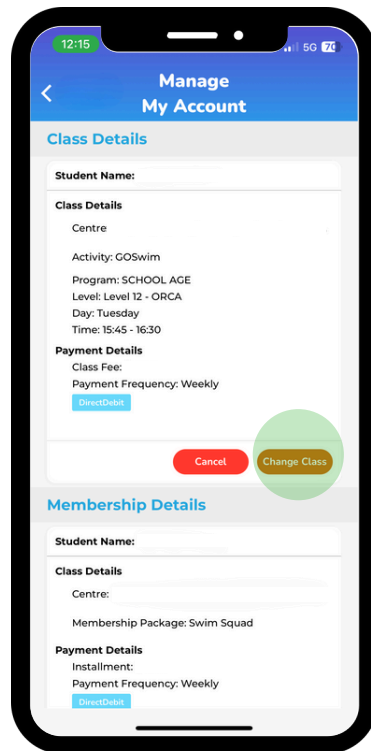 12:15
5G 70
Manage
My Account
Class Details
Student Name:
Class Details
Centre
Activity: GOSwim
Program: SCHOOL AGE
Level: Level 12 - ORCA
Day: Tuesday
Time: 15:45 - 16:30
Payment Details
Class Fee:
Payment Frequency: Weekly
DirectDebit
Cancel Change Class
Membership Details
Student Name:
Class Details
Centre:
Membership Package: Swim Squad
Payment Details
Installment:
Payment Frequency: Weekly
DirectDebit